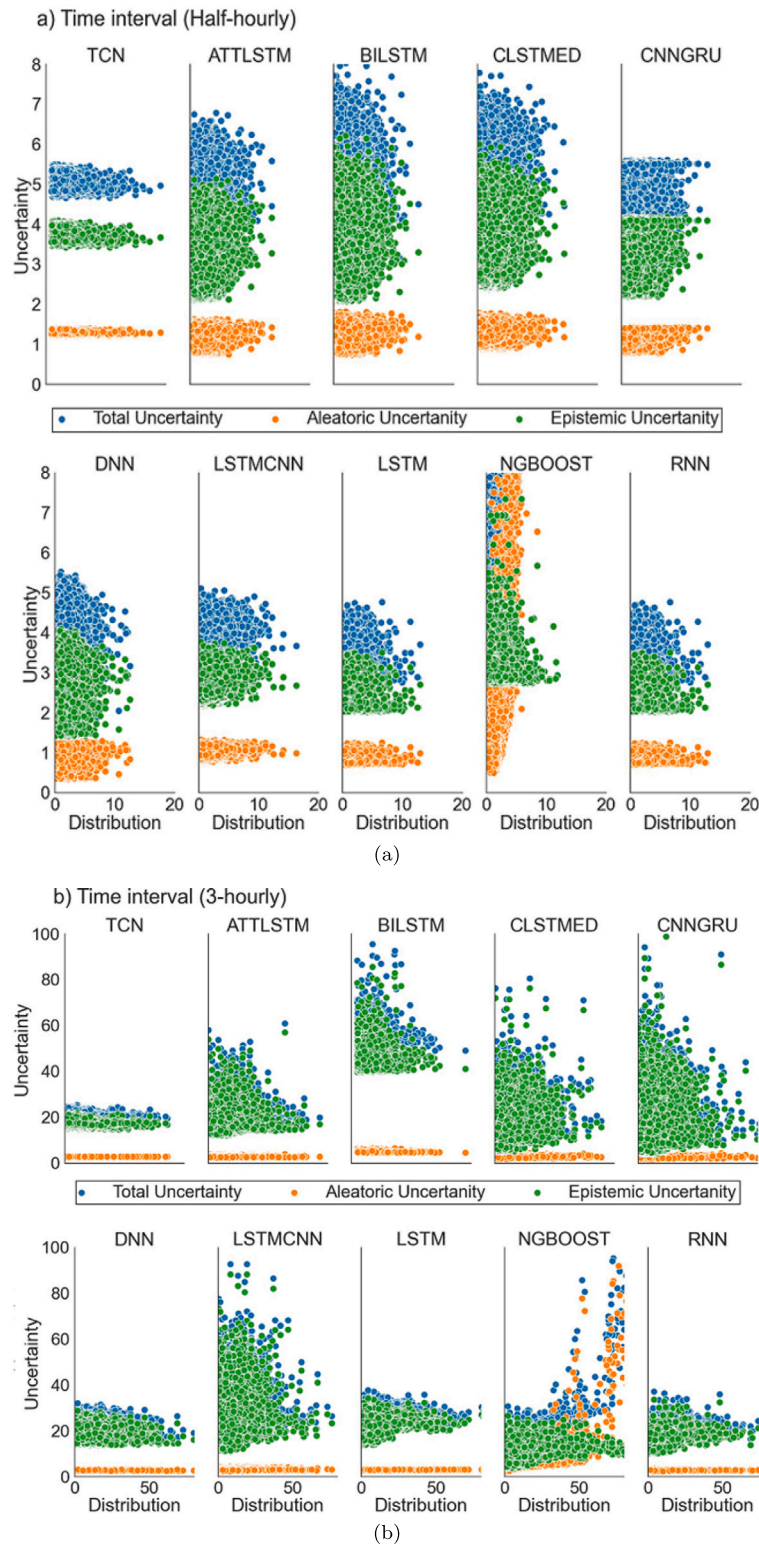 a) Time interval (Half-hourly)
TCN ATTLSTM BILSTM CLSTMED CNNGRU
8
7
6
5
4
3
2
1
0
Uncertainty
Total Uncertainty Aleatoric Uncertanity Epistemic Uncertanity
DNN LSTMCNN LSTM NGBOOST RNN
8
7
6
5
4
3
2
1
0
Uncertainty
0 10 20 0 10 20 0 10 20 0 10 20 0 10 20
Distribution Distribution Distribution Distribution Distribution
(a)
b) Time interval (3-hourly)
TCN ATTLSTM BILSTM CLSTMED CNNGRU
100
80
60
40
20
0
Uncertainty
Total Uncertainty Aleatoric Uncertanity Epistemic Uncertanity
DNN LSTMCNN LSTM NGBOOST RNN
100
80
60
40
20
0
Uncertainty
0 50 0 50 0 50 0 50 0 50
Distribution Distribution Distribution Distribution Distribution
(b)